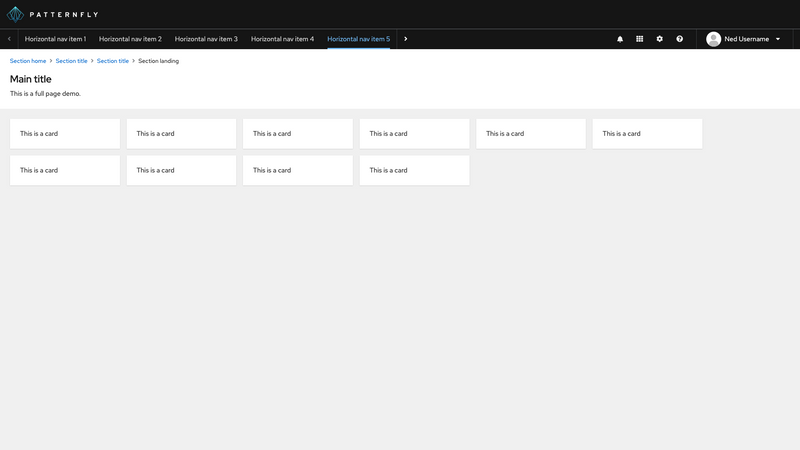 PATTERNFLY
Horizontal nav item 1 Horizontal nav item 2 Horizontal nav item 3 Horizontal nav item 4 Horizontal nav item 5 Ned Username
Section home Section title Section title Section landing
Main title
This is a full page demo.
This is a card This is a card This is a card This is a card This is a card This is a card
This is a card This is a card This is a card This is a card